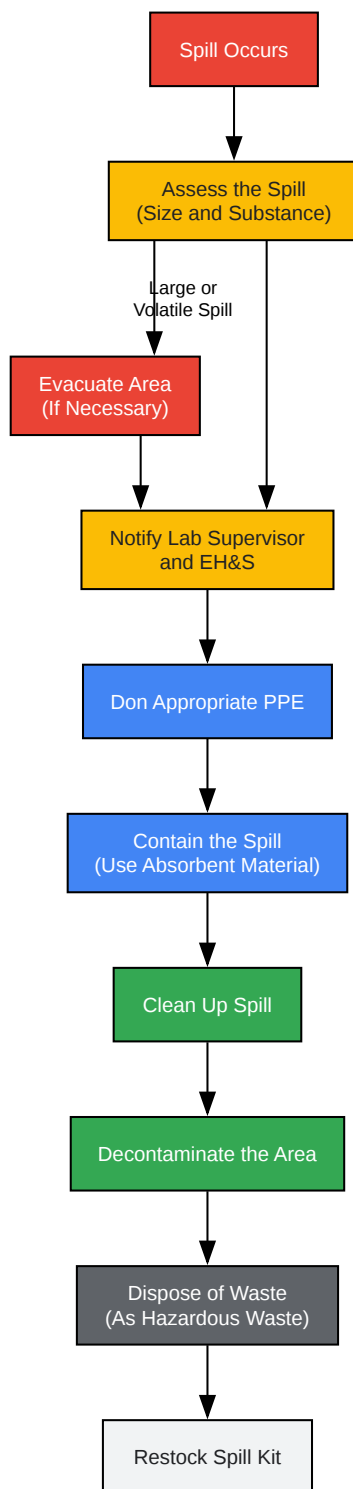 Spill Occurs
Assess the Spill
(Size and Substance)
Large or
Volatile Spill
Evacuate Area
(If Necessary)
Notify Lab Supervisor
and EH&S
Don Appropriate PPE
Contain the Spill
(Use Absorbent Material)
Clean Up Spill
Decontaminate the Area
Dispose of Waste
(As Hazardous Waste)
Restock Spill Kit